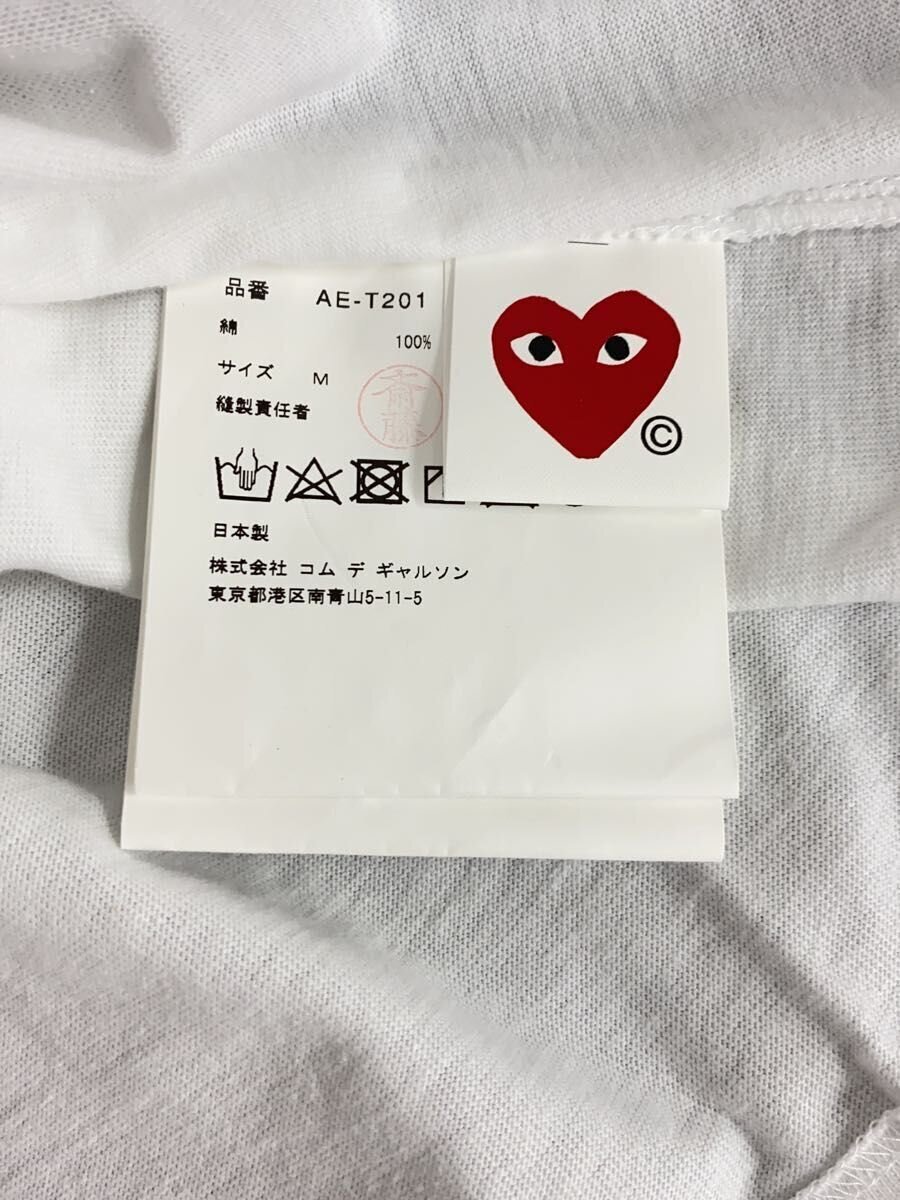 品番 AE-T201
綿 100%
サイズ M
縫製責任者 斎藤
日本製
株式会社 コム デ ギャルソン
東京都港区南青山5-11-5
©